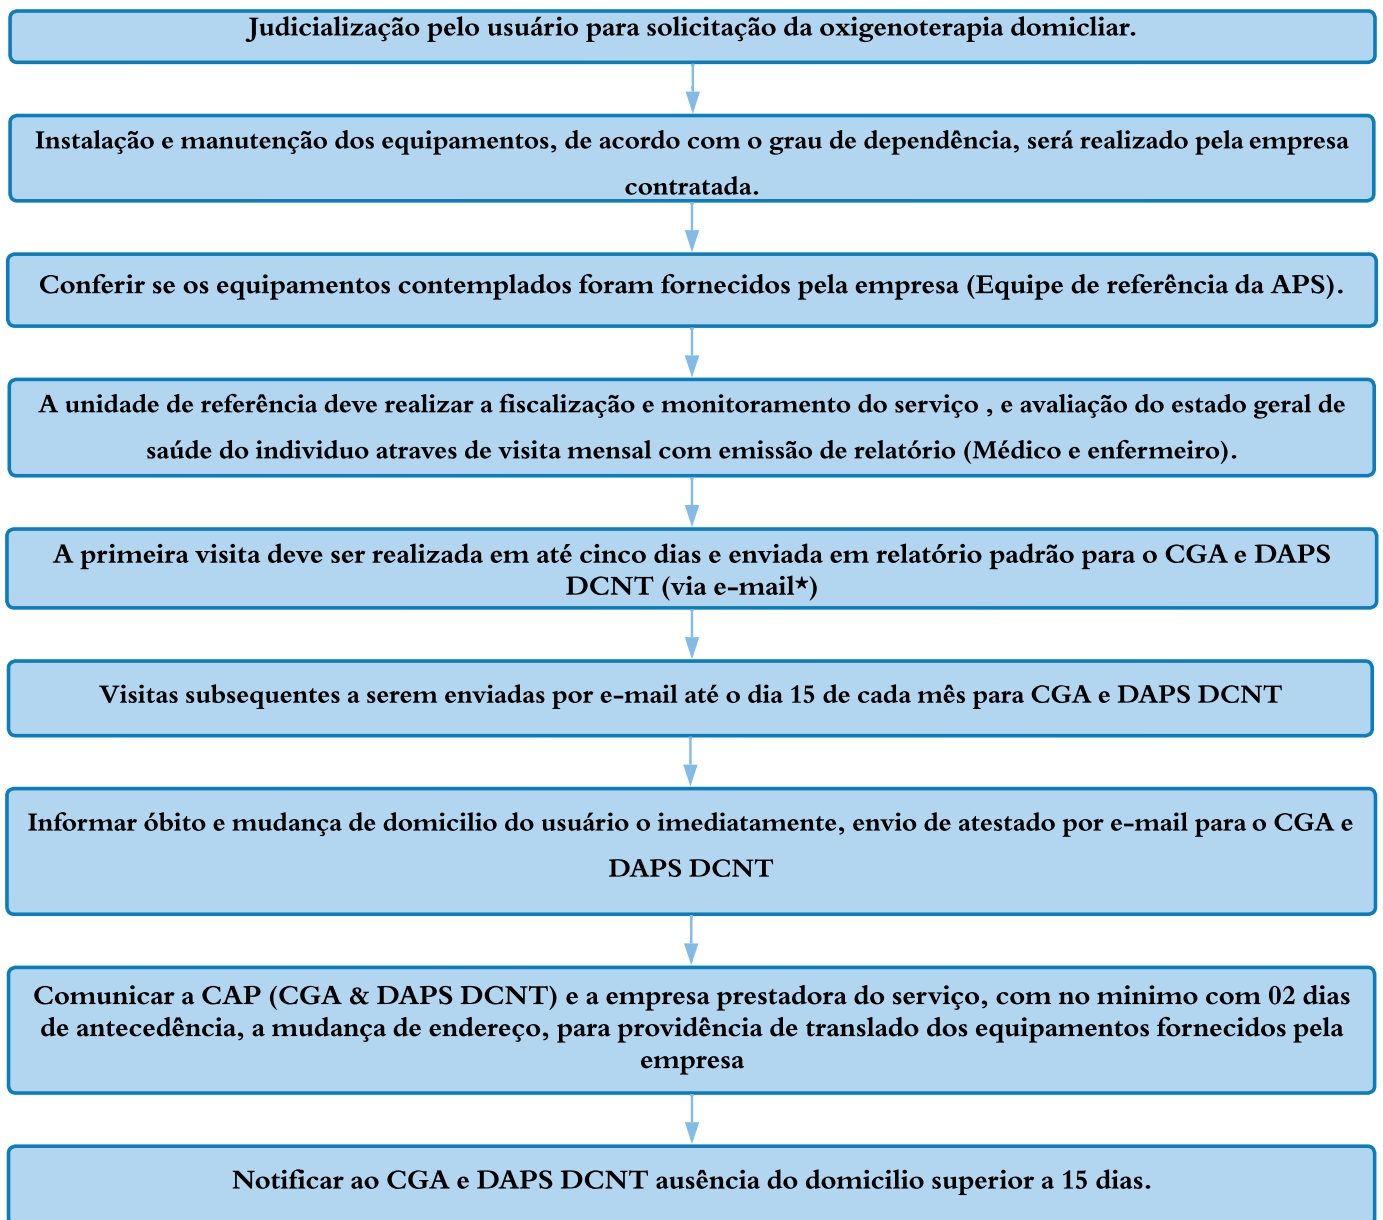 Judicialização pelo usuário para solicitação da oxigenoterapia domicliar.
Instalação e manutenção dos equipamentos, de acordo com o grau de dependência, será realizado pela empresa
contratada.
Conferir se os equipamentos contemplados foram fornecidos pela empresa (Equipe de referência da APS).
A unidade de referência deve realizar a fiscalização e monitoramento do serviço , e avaliação do estado geral de
saúde do individuo atraves de visita mensal com emissão de relatório (Médico e enfermeiro).
A primeira visita deve ser realizada em até cinco dias e enviada em relatório padrão para o CGA e DAPS
DCNT (via e-mail*)
Visitas subsequentes a serem enviadas por e-mail até o dia 15 de cada mês para CGA e DAPS DCNT
Informar óbito e mudança de domicilio do usuário o imediatamente, envio de atestado por e-mail para o CGA e
DAPS DCNT
Comunicar a CAP (CGA & DAPS DCNT) e a empresa prestadora do serviço, com no minimo com 02 dias
de antecedência, a mudança de endereço, para providência de translado dos equipamentos fornecidos pela
empresa
Notificar ao CGA e DAPS DCNT ausência do domicilio superior a 15 dias.